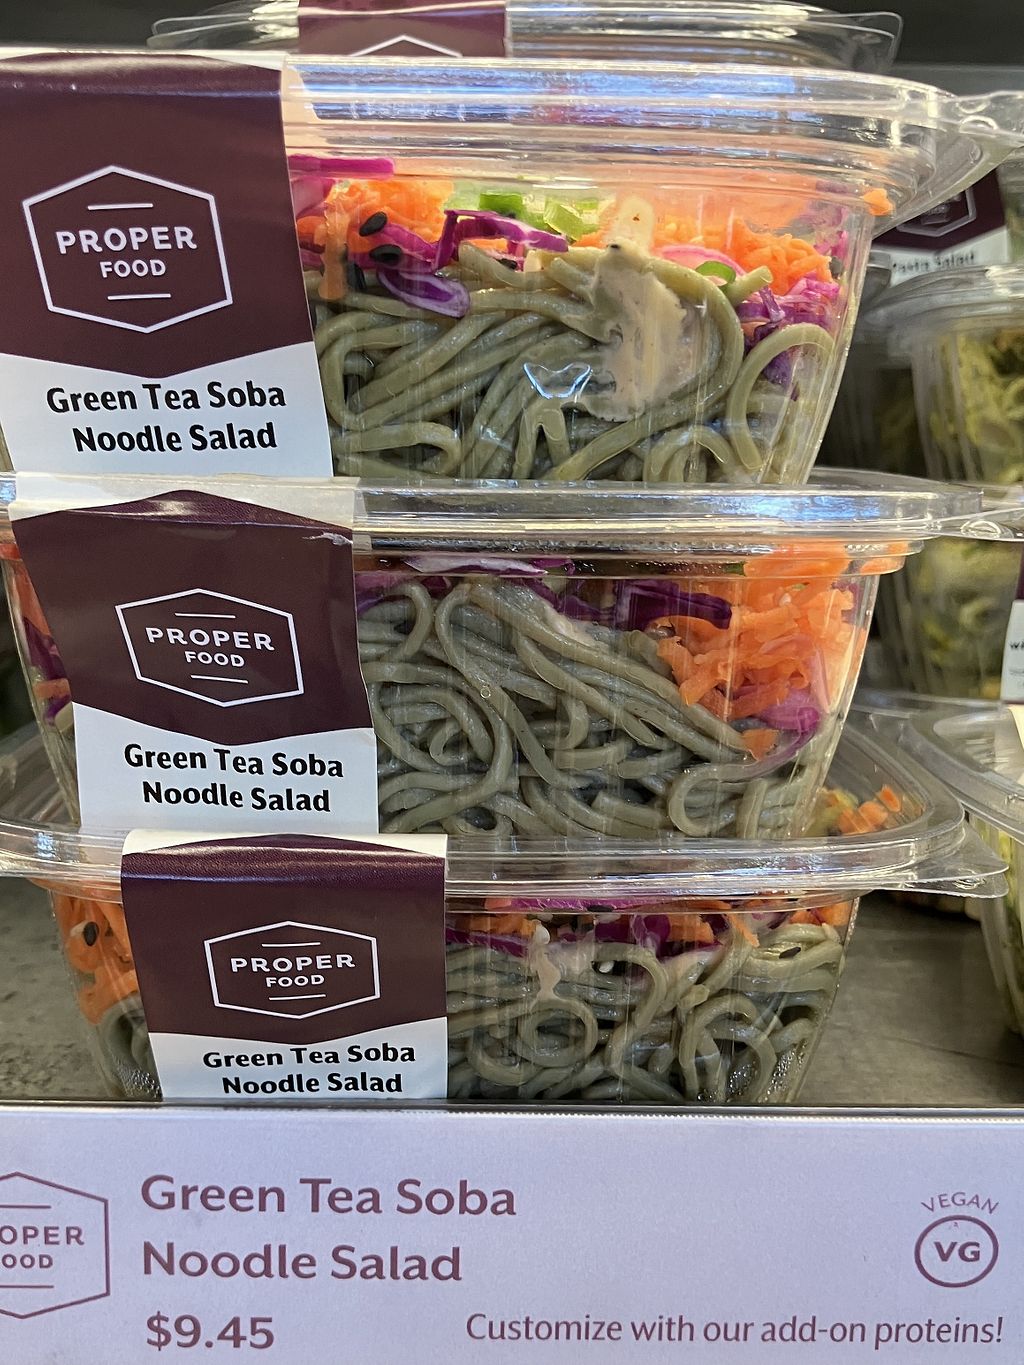 PROPER
FOOD
Green Tea Soba
Noodle Salad
Pasta Salad
PROPER
FOOD
Green Tea Soba
Noodle Salad
PROPER
FOOD
Green Tea Soba
Noodle Salad
OPER
OOD
Green Tea Soba
Noodle Salad
$9.45
VEGAN
VG
Customize with our add-on proteins!